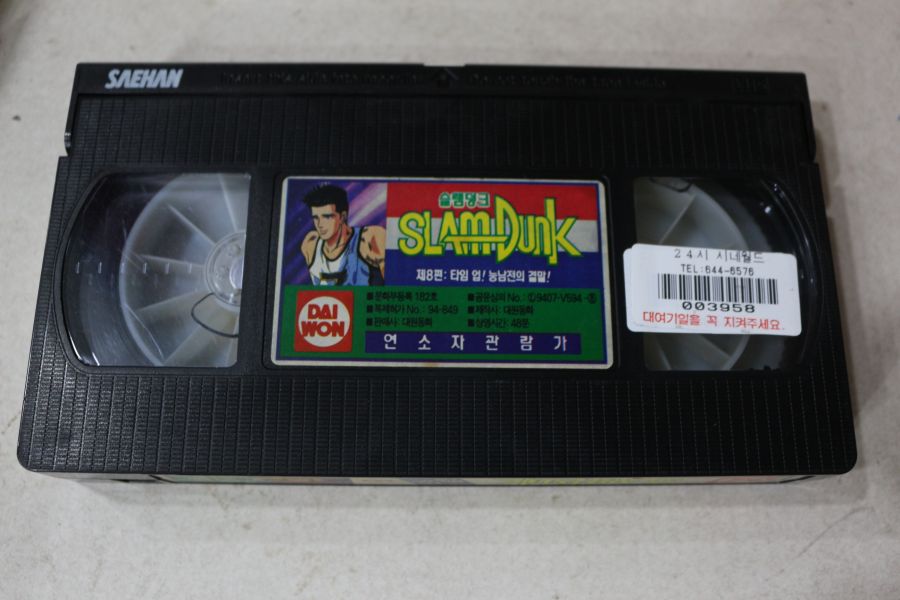 SAEHAN
슬램덩크
SLAM DUNK
제8편: 타임 업! 능남전의 결말!
DAI
WON
■문화부등록 182호
■공윤심의 No.: ⓛ9407-V594-Ⓑ
■복제허가 No.: 94-849
■제작사: 대원동화
■판매사: 대원동화
■상영시간: 48분
연소자관람가
24시 시네월드
TEL:644-6576
003958
대여기일을 꼭 지켜주세요.